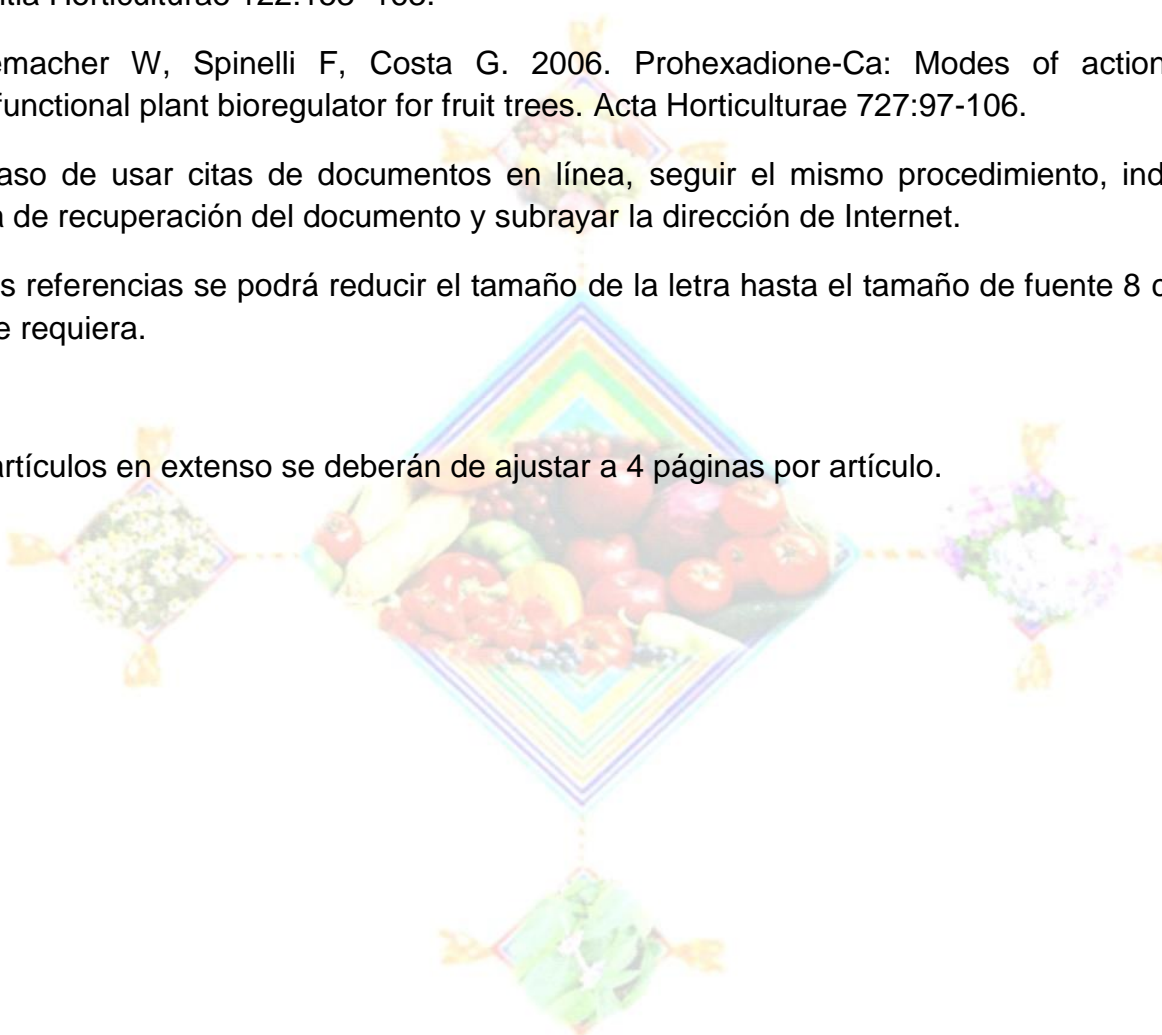 emacher W, Spinelli F, Costa G. 2006. Prohexadione-Ca: Modes of action
functional plant bioregulator for fruit trees. Acta Horticulturae 727:97-106.
aso de usar citas de documentos en línea, seguir el mismo procedimiento, ind
de recuperación del documento y subrayar la dirección de Internet.
s referencias se podrá reducir el tamaño de la letra hasta el tamaño de fuente 8 c
e requiera.
artículos en extenso se deberán de ajustar a 4 páginas por artículo.